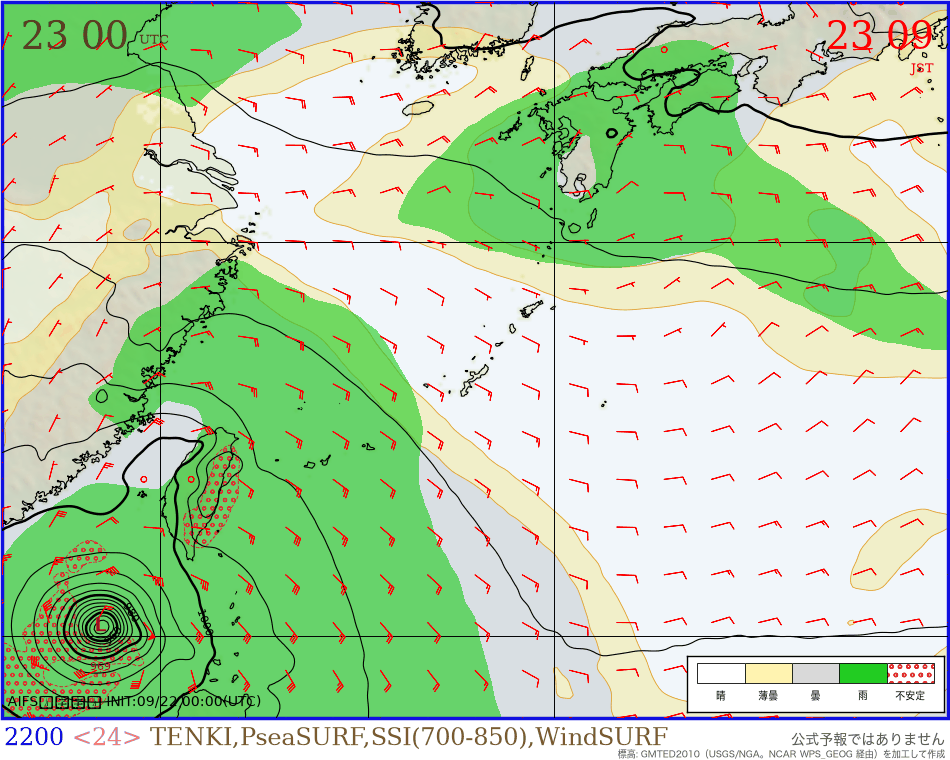 23 00 UTC
23 09
JST
1000
980
L
969
AIFS INIT:09/22 00:00(UTC)
晴 薄曇 曇 雨 不安定
2200 <24> TENKI,PseaSURF,SSI(700-850),WindSURF
公式予報ではありません
標高: GMTED2010（USGS/NGA。NCAR WPS_GEOG 経由）を加工して作成